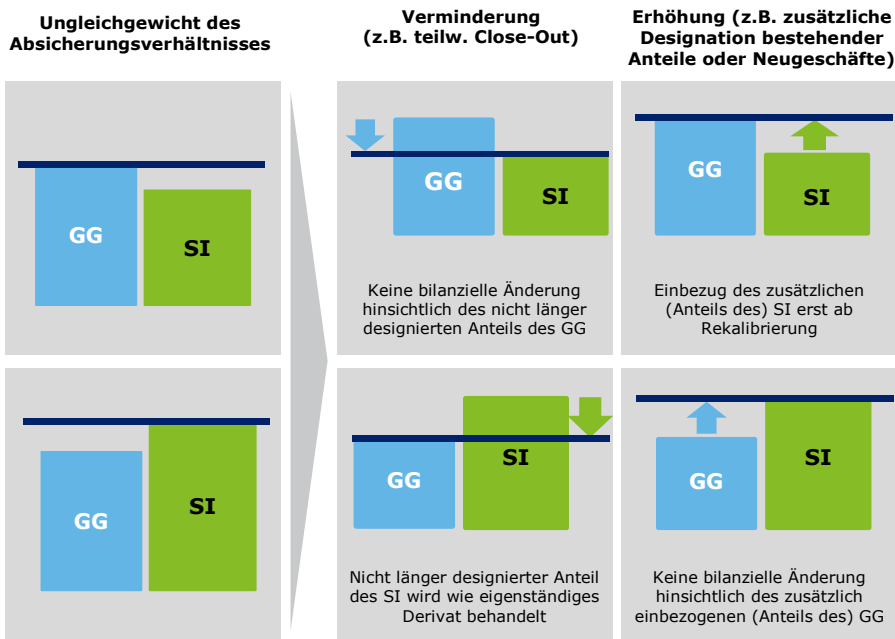 Ungleichgewicht des
Absicherungsverhältnisses
Verminderung
(z.B. teilw. Close-Out)
Erhöhung (z.B. zusätzliche
Designation bestehender
Anteile oder Neugeschäfte)
GG
SI
GG
SI
Keine bilanzielle Änderung
hinsichtlich des nicht länger
designierten Anteils des GG
GG
SI
Einbezug des zusätzlichen
(Anteils des) SI erst ab
Rekalibrierung
GG
SI
GG
SI
Nicht länger designierter Anteil
des SI wird wie eigenständiges
Derivat behandelt
GG
SI
Keine bilanzielle Änderung
hinsichtlich des zusätzlich
einbezogenen (Anteils des) GG